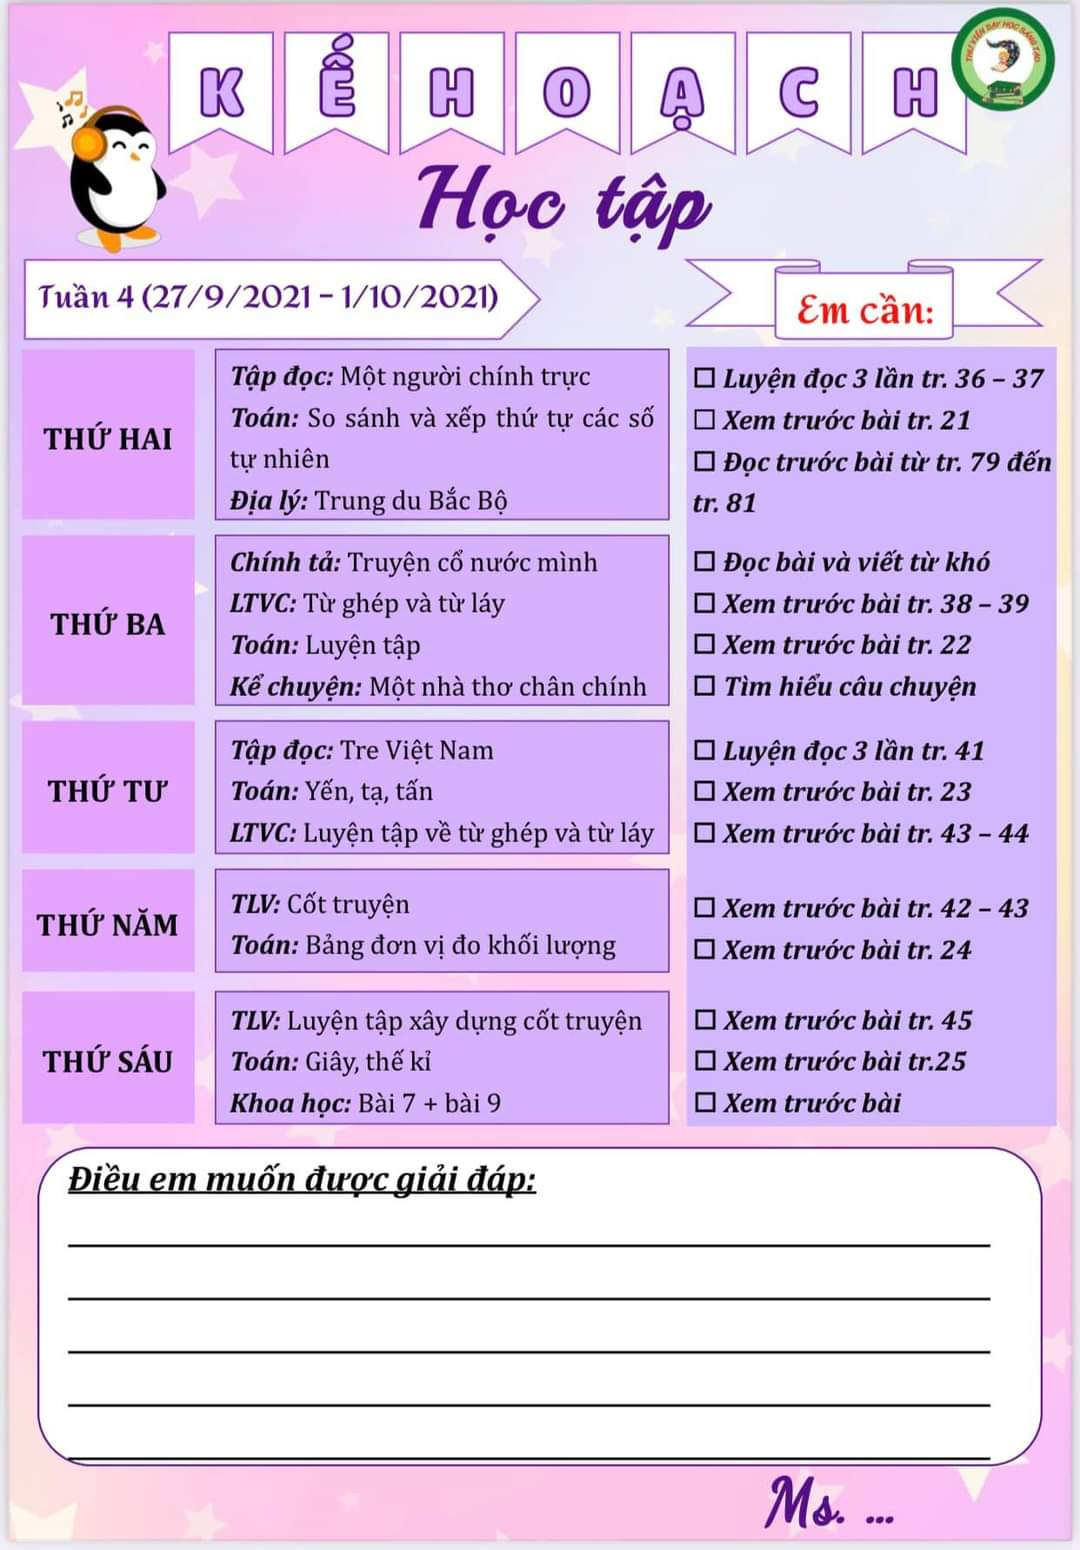 KẾ HOẠCH
THƯ VIỆN DẠY HỌC SÁNG TẠO
Học tập
Tuần 4 (27/9/2021 – 1/10/2021)
Em cần:
THỨ HAI
Tập đọc: Một người chính trực
Toán: So sánh và xếp thứ tự các số
tự nhiên
Địa lý: Trung du Bắc Bộ
☐ Luyện đọc 3 lần tr. 36 – 37
☐ Xem trước bài tr. 21
☐ Đọc trước bài từ tr. 79 đến
tr. 81
THỨ BA
Chính tả: Truyện cổ nước mình
LTVC: Từ ghép và từ láy
Toán: Luyện tập
Kể chuyện: Một nhà thơ chân chính
☐ Đọc bài và viết từ khó
☐ Xem trước bài tr. 38 – 39
☐ Xem trước bài tr. 22
☐ Tìm hiểu câu chuyện
THỨ TƯ
Tập đọc: Tre Việt Nam
Toán: Yến, tạ, tấn
LTVC: Luyện tập về từ ghép và từ láy
☐ Luyện đọc 3 lần tr. 41
☐ Xem trước bài tr. 23
☐ Xem trước bài tr. 43 – 44
THỨ NĂM
TLV: Cốt truyện
Toán: Bảng đơn vị đo khối lượng
☐ Xem trước bài tr. 42 – 43
☐ Xem trước bài tr. 24
THỨ SÁU
TLV: Luyện tập xây dựng cốt truyện
Toán: Giây, thế kỉ
Khoa học: Bài 7 + bài 9
☐ Xem trước bài tr. 45
☐ Xem trước bài tr.25
☐ Xem trước bài
Điều em muốn được giải đáp:
Ms. ...